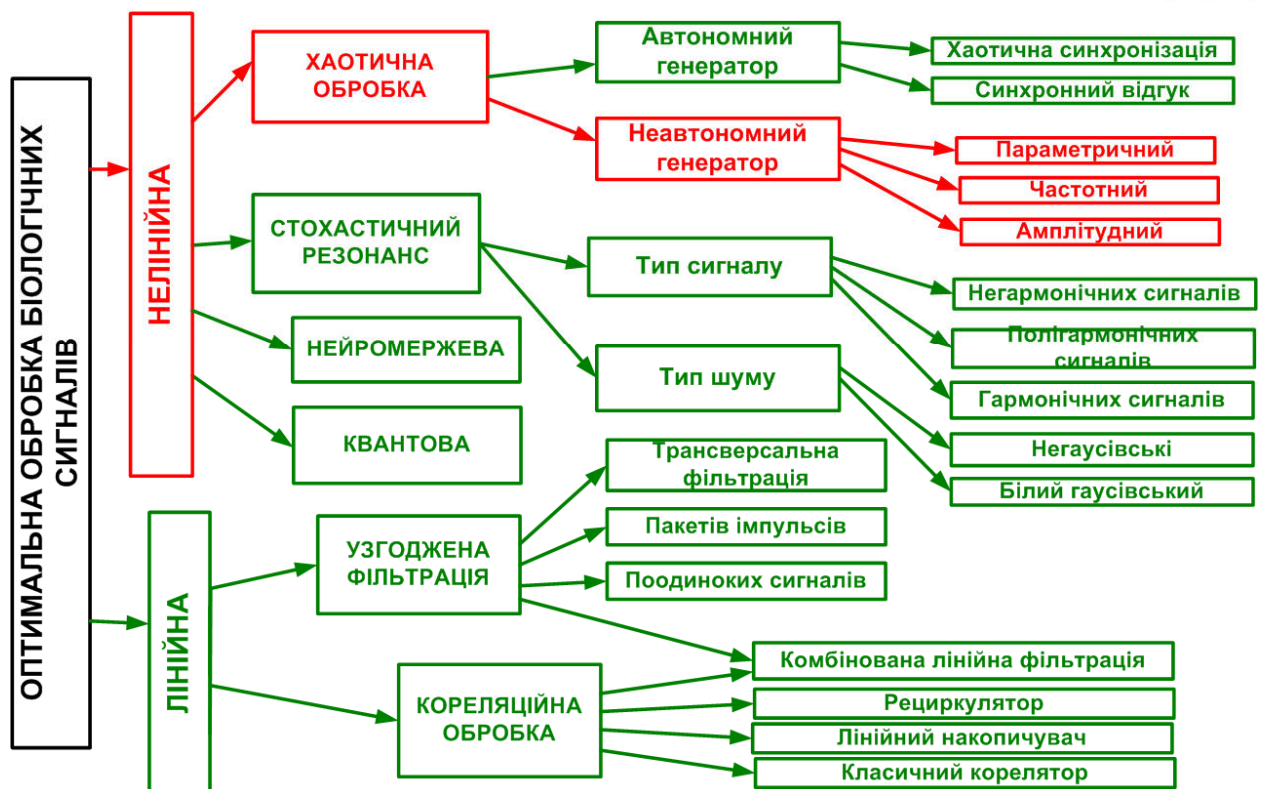 ОПТИМАЛЬНА ОБРОБКА БІОЛОГІЧНИХ
СИГНАЛІВ
НЕЛІНІЙНА
ХАОТИЧНА
ОБРОБКА
Автономний
генератор
Хаотична синхронізація
Синхронний відгук
Неавтономний
генератор
Параметричний
Частотний
Амплітудний
СТОХАСТИЧНИЙ
РЕЗОНАНС
Тип сигналу
Негармонічних сигналів
Полігармонічних
сигналів
Гармонічних сигналів
Тип шуму
Негаусівські
Білий гаусівський
НЕЙРОМЕРЖЕВА
КВАНТОВА
ЛІНІЙНА
УЗГОДЖЕНА
ФІЛЬТРАЦІЯ
Трансверсальна
фільтрація
Пакетів імпульсів
Поодиноких сигналів
Комбінована лінійна фільтрація
КОРЕЛЯЦІЙНА
ОБРОБКА
Рециркулятор
Лінійний накопичувач
Класичний корелятор